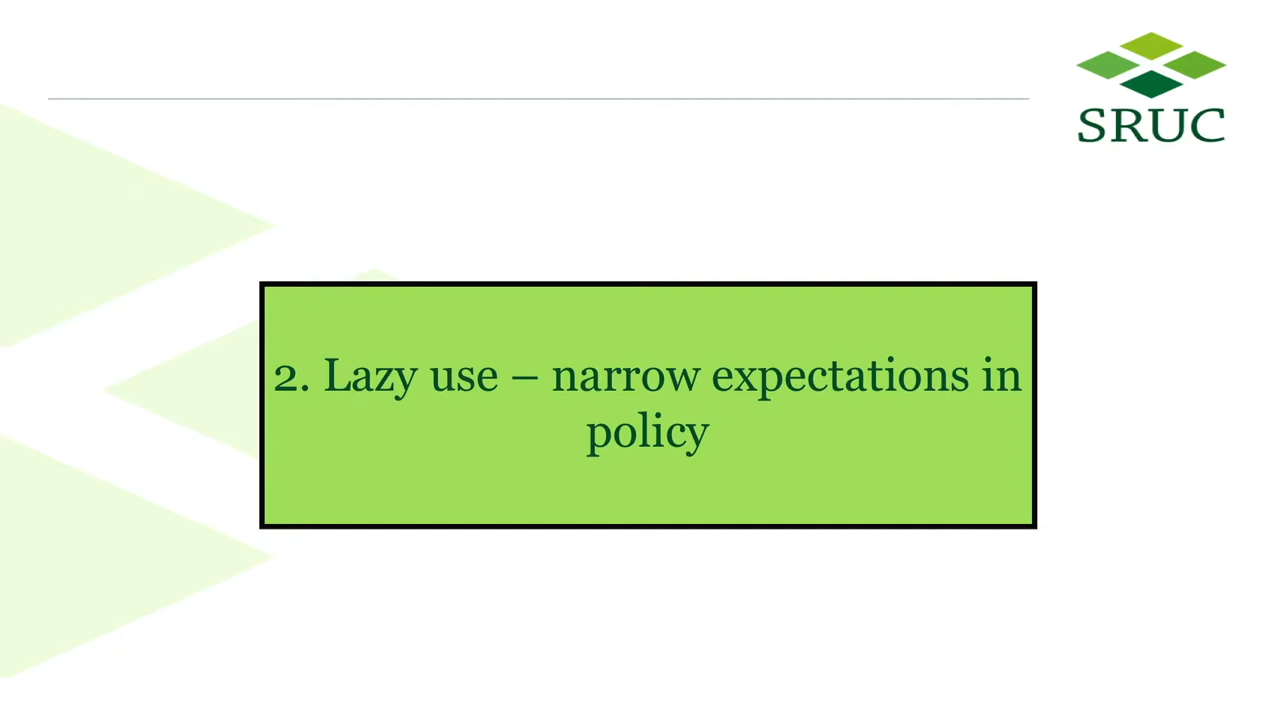 SRUC
2. Lazy use – narrow expectations in
policy